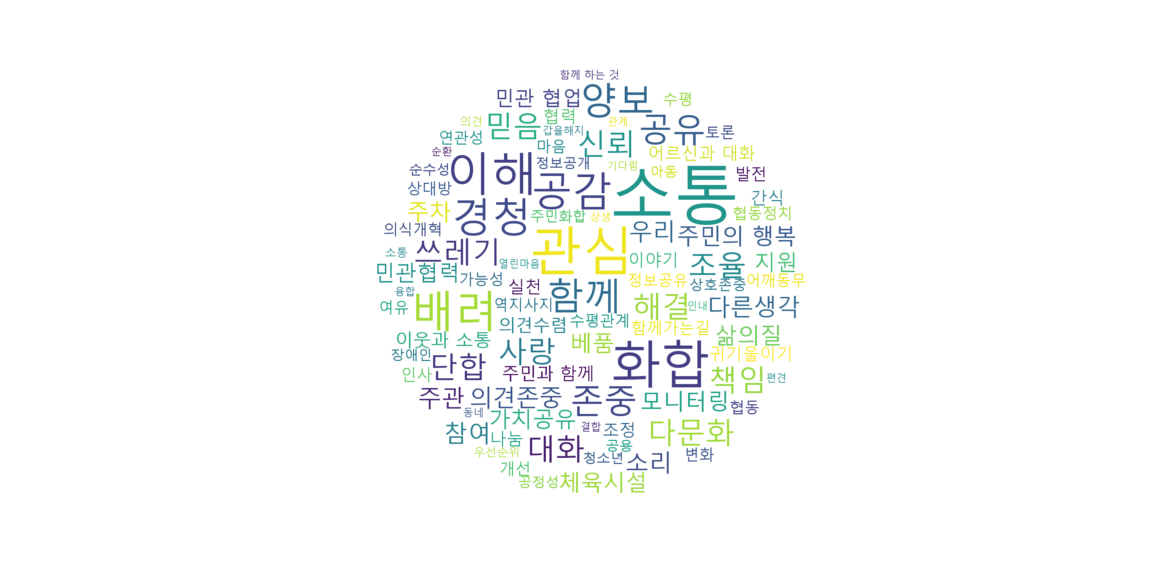 함께 하는 것
민관 협업
양보
수평
의견
협력
관계
믿음
갑을해지
공유
토론
연관성
마음
신뢰
어르신과 대화
순환
이해
정보공개
기다림
아동
발전
순수성
공감
소통
상대방
간식
주차
경청
주민화합
상생
협동정치
의식개혁
관심
우리
주민의 행복
쓰레기
소통
열린마음
이야기
조율
지원
민관협력
가능성
실천
함께
정보공유
상호존중
어깨동무
융합
배려
역지사지
해결
인내
다른생각
여유
의견수렴
수평관계
함께가는길
삶의질
이웃과 소통
사랑
베품
귀기울이기
장애인
단합
화합
인사
주민과 함께
책임
편견
주관
의견존중
존중
모니터링
협동
동네
가치공유
참여
나눔
결합
조정
다문화
우선순위
대화
공용
청소년
소리
변화
개선
공정성
체육시설